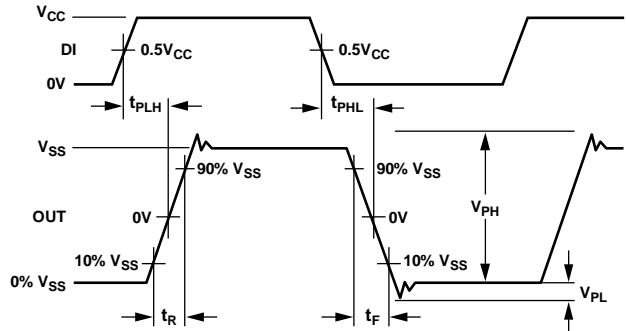 VCC
DI
0.5VCC
0.5VCC
0V
tPLH
tPHL
VSS
90% VSS
90% VSS
VPH
OUT
0V
0V
10% VSS
10% VSS
0% VSS
VPL
tR
tF